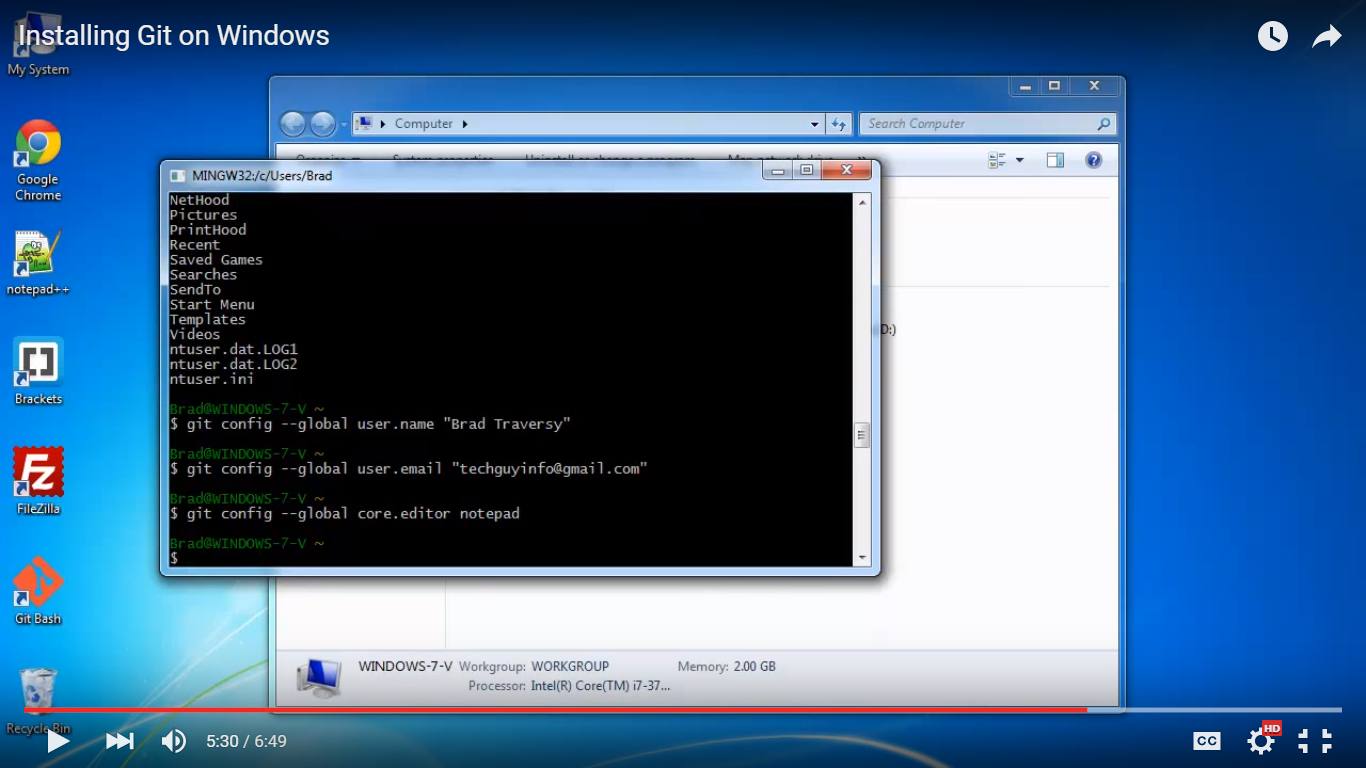 Installing Git on Windows
My System
Google
Chrome
notepad++
Brackets
FileZilla
Git Bash
Recycle Bin
Computer
Search Computer
MINGW32:/c/Users/Brad
NetHood
Pictures
PrintHood
Recent
Saved Games
Searches
SendTo
Start Menu
Templates
Videos
ntuser.dat.LOG1
ntuser.dat.LOG2
ntuser.ini
Brad@WINDOWS-7-V ~
$ git config --global user.name "Brad Traversy"
Brad@WINDOWS-7-V ~
$ git config --global user.email "techguyinfo@gmail.com"
Brad@WINDOWS-7-V ~
$ git config --global core.editor notepad
Brad@WINDOWS-7-V ~
$
D:)
WINDOWS-7-V Workgroup: WORKGROUP Memory: 2.00 GB
Processor: Intel(R) Core(TM) i7-37...
5:30 / 6:49
CC
HD